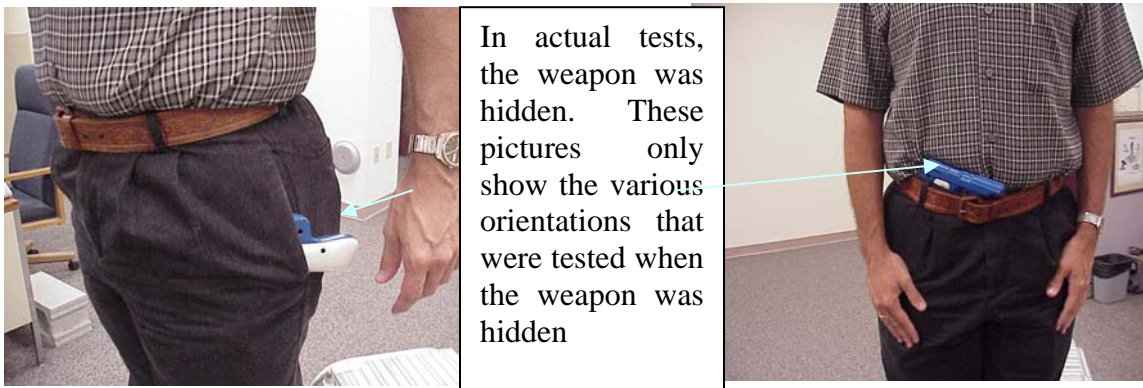 In actual tests,
the weapon was
hidden. These
pictures only
show the various
orientations that
were tested when
the weapon was
hidden